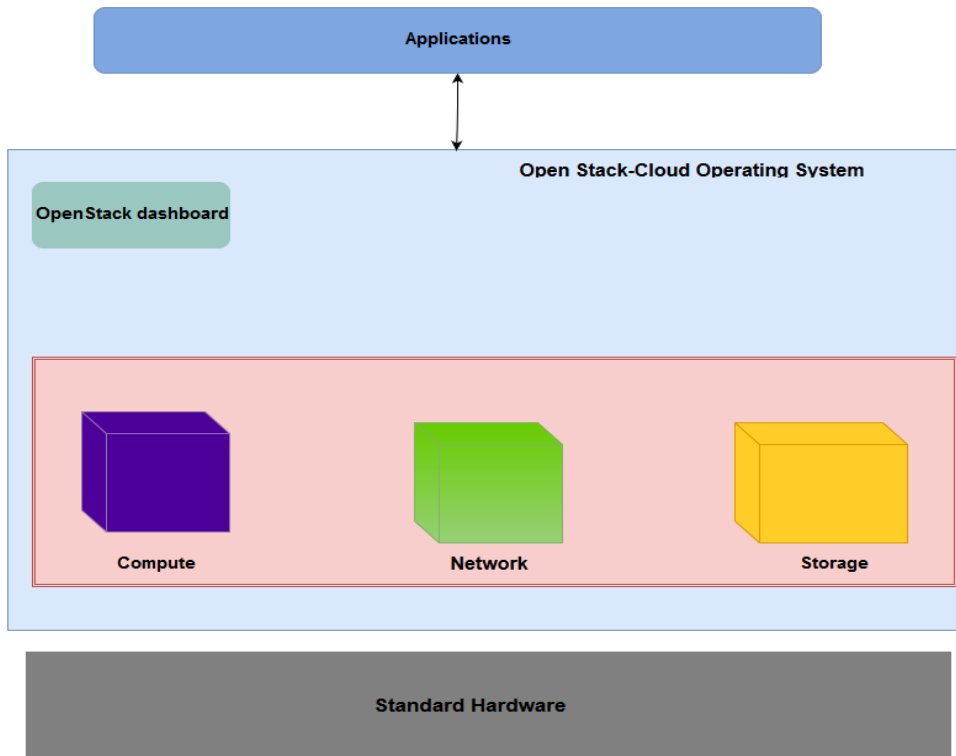 Applications
Open Stack-Cloud Operating System
OpenStack dashboard
Compute
Network
Storage
Standard Hardware